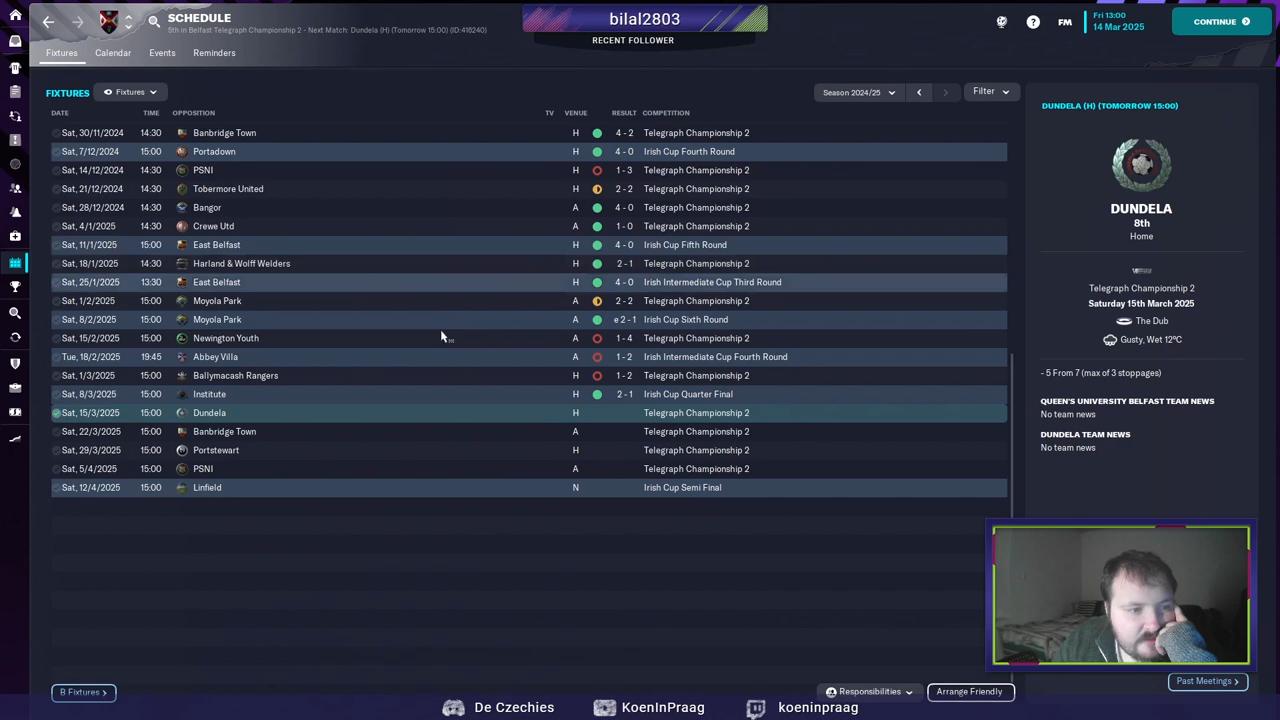 SCHEDULE
5th in Belfast Telegraph Championship 2 - Next Match: Dundela (H) (Tomorrow 15:00) (ID:416240)
bilal2803
RECENT FOLLOWER
FM
Fri 13:00
14 Mar 2025
CONTINUE
Fixtures Calendar Events Reminders
FIXTURES Fixtures Season 2024/25 Filter
DATE TIME OPPOSITION TV VENUE RESULT COMPETITION
Sat, 30/11/2024 14:30 Banbridge Town H 4 - 2 Telegraph Championship 2
Sat, 7/12/2024 15:00 Portadown H 4 - 0 Irish Cup Fourth Round
Sat, 14/12/2024 14:30 PSNI H 1 - 3 Telegraph Championship 2
Sat, 21/12/2024 14:30 Tobermore United H 2 - 2 Telegraph Championship 2
Sat, 28/12/2024 14:30 Bangor A 4 - 0 Telegraph Championship 2
Sat, 4/1/2025 14:30 Crewe Utd A 1 - 0 Telegraph Championship 2
Sat, 11/1/2025 15:00 East Belfast H 4 - 0 Irish Cup Fifth Round
Sat, 18/1/2025 14:30 Harland & Wolff Welders H 2 - 1 Telegraph Championship 2
Sat, 25/1/2025 13:30 East Belfast H 4 - 0 Irish Intermediate Cup Third Round
Sat, 1/2/2025 15:00 Moyola Park A 2 - 2 Telegraph Championship 2
Sat, 8/2/2025 15:00 Moyola Park A e 2 - 1 Irish Cup Sixth Round
Sat, 15/2/2025 15:00 Newington Youth A 1 - 4 Telegraph Championship 2
Tue, 18/2/2025 19:45 Abbey Villa A 1 - 2 Irish Intermediate Cup Fourth Round
Sat, 1/3/2025 15:00 Ballymacash Rangers H 1 - 2 Telegraph Championship 2
Sat, 8/3/2025 15:00 Institute H 2 - 1 Irish Cup Quarter Final
Sat, 15/3/2025 15:00 Dundela H Telegraph Championship 2
Sat, 22/3/2025 15:00 Banbridge Town A Telegraph Championship 2
Sat, 29/3/2025 15:00 Portstewart H Telegraph Championship 2
Sat, 5/4/2025 15:00 PSNI A Telegraph Championship 2
Sat, 12/4/2025 15:00 Linfield N Irish Cup Semi Final
DUNDELA (H) (TOMORROW 15:00)
DUNDELA
8th
Home
Telegraph Championship 2
Saturday 15th March 2025
The Dub
Gusty, Wet 12°C
- 5 From 7 (max of 3 stoppages)
QUEEN'S UNIVERSITY BELFAST TEAM NEWS
No team news
DUNDELA TEAM NEWS
No team news
Past Meetings >
B Fixtures >
Responsibilities
Arrange Friendly
De Czechies KoenInPraag koeninpraag